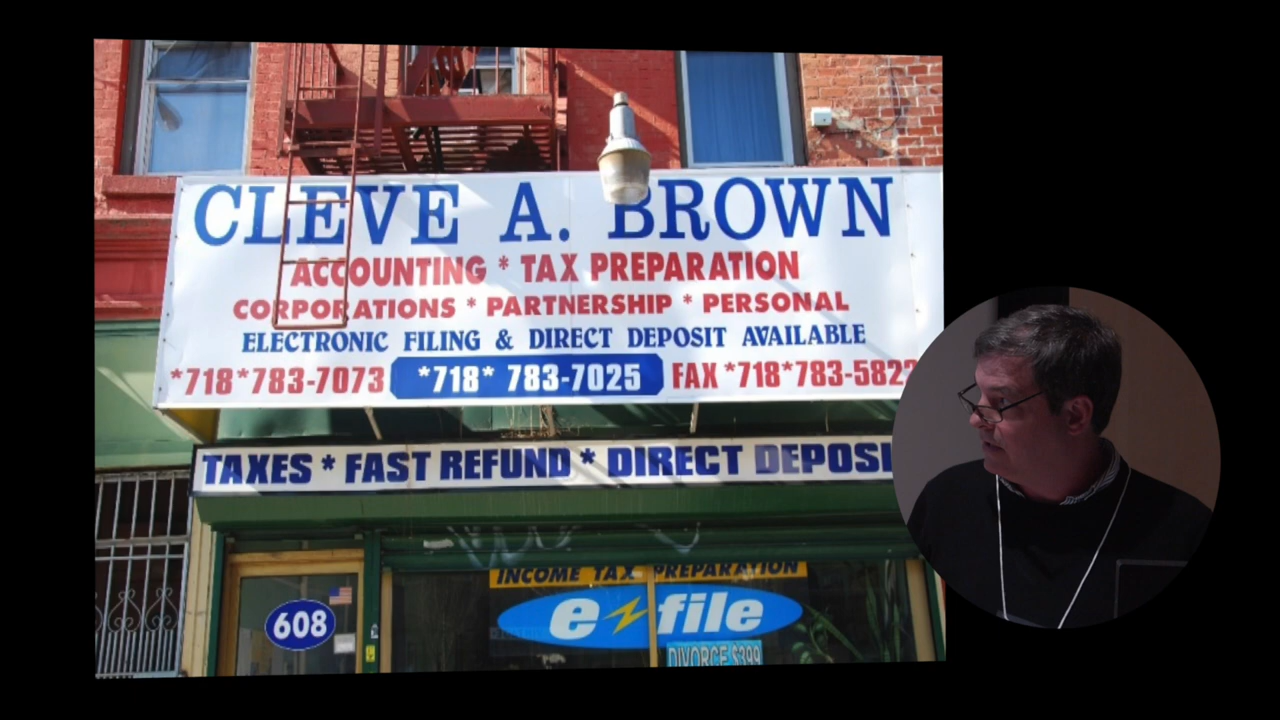 CLEVE A. BROWN
ACCOUNTING * TAX PREPARATION
CORPORATIONS * PARTNERSHIP * PERSONAL
ELECTRONIC FILING & DIRECT DEPOSIT AVAILABLE
*718*783-7073 *718* 783-7025 FAX *718*783-582
TAXES * FAST REFUND * DIRECT DEPOSI
INCOME TAX PREPARATION
e file
608
DIVORCE $399